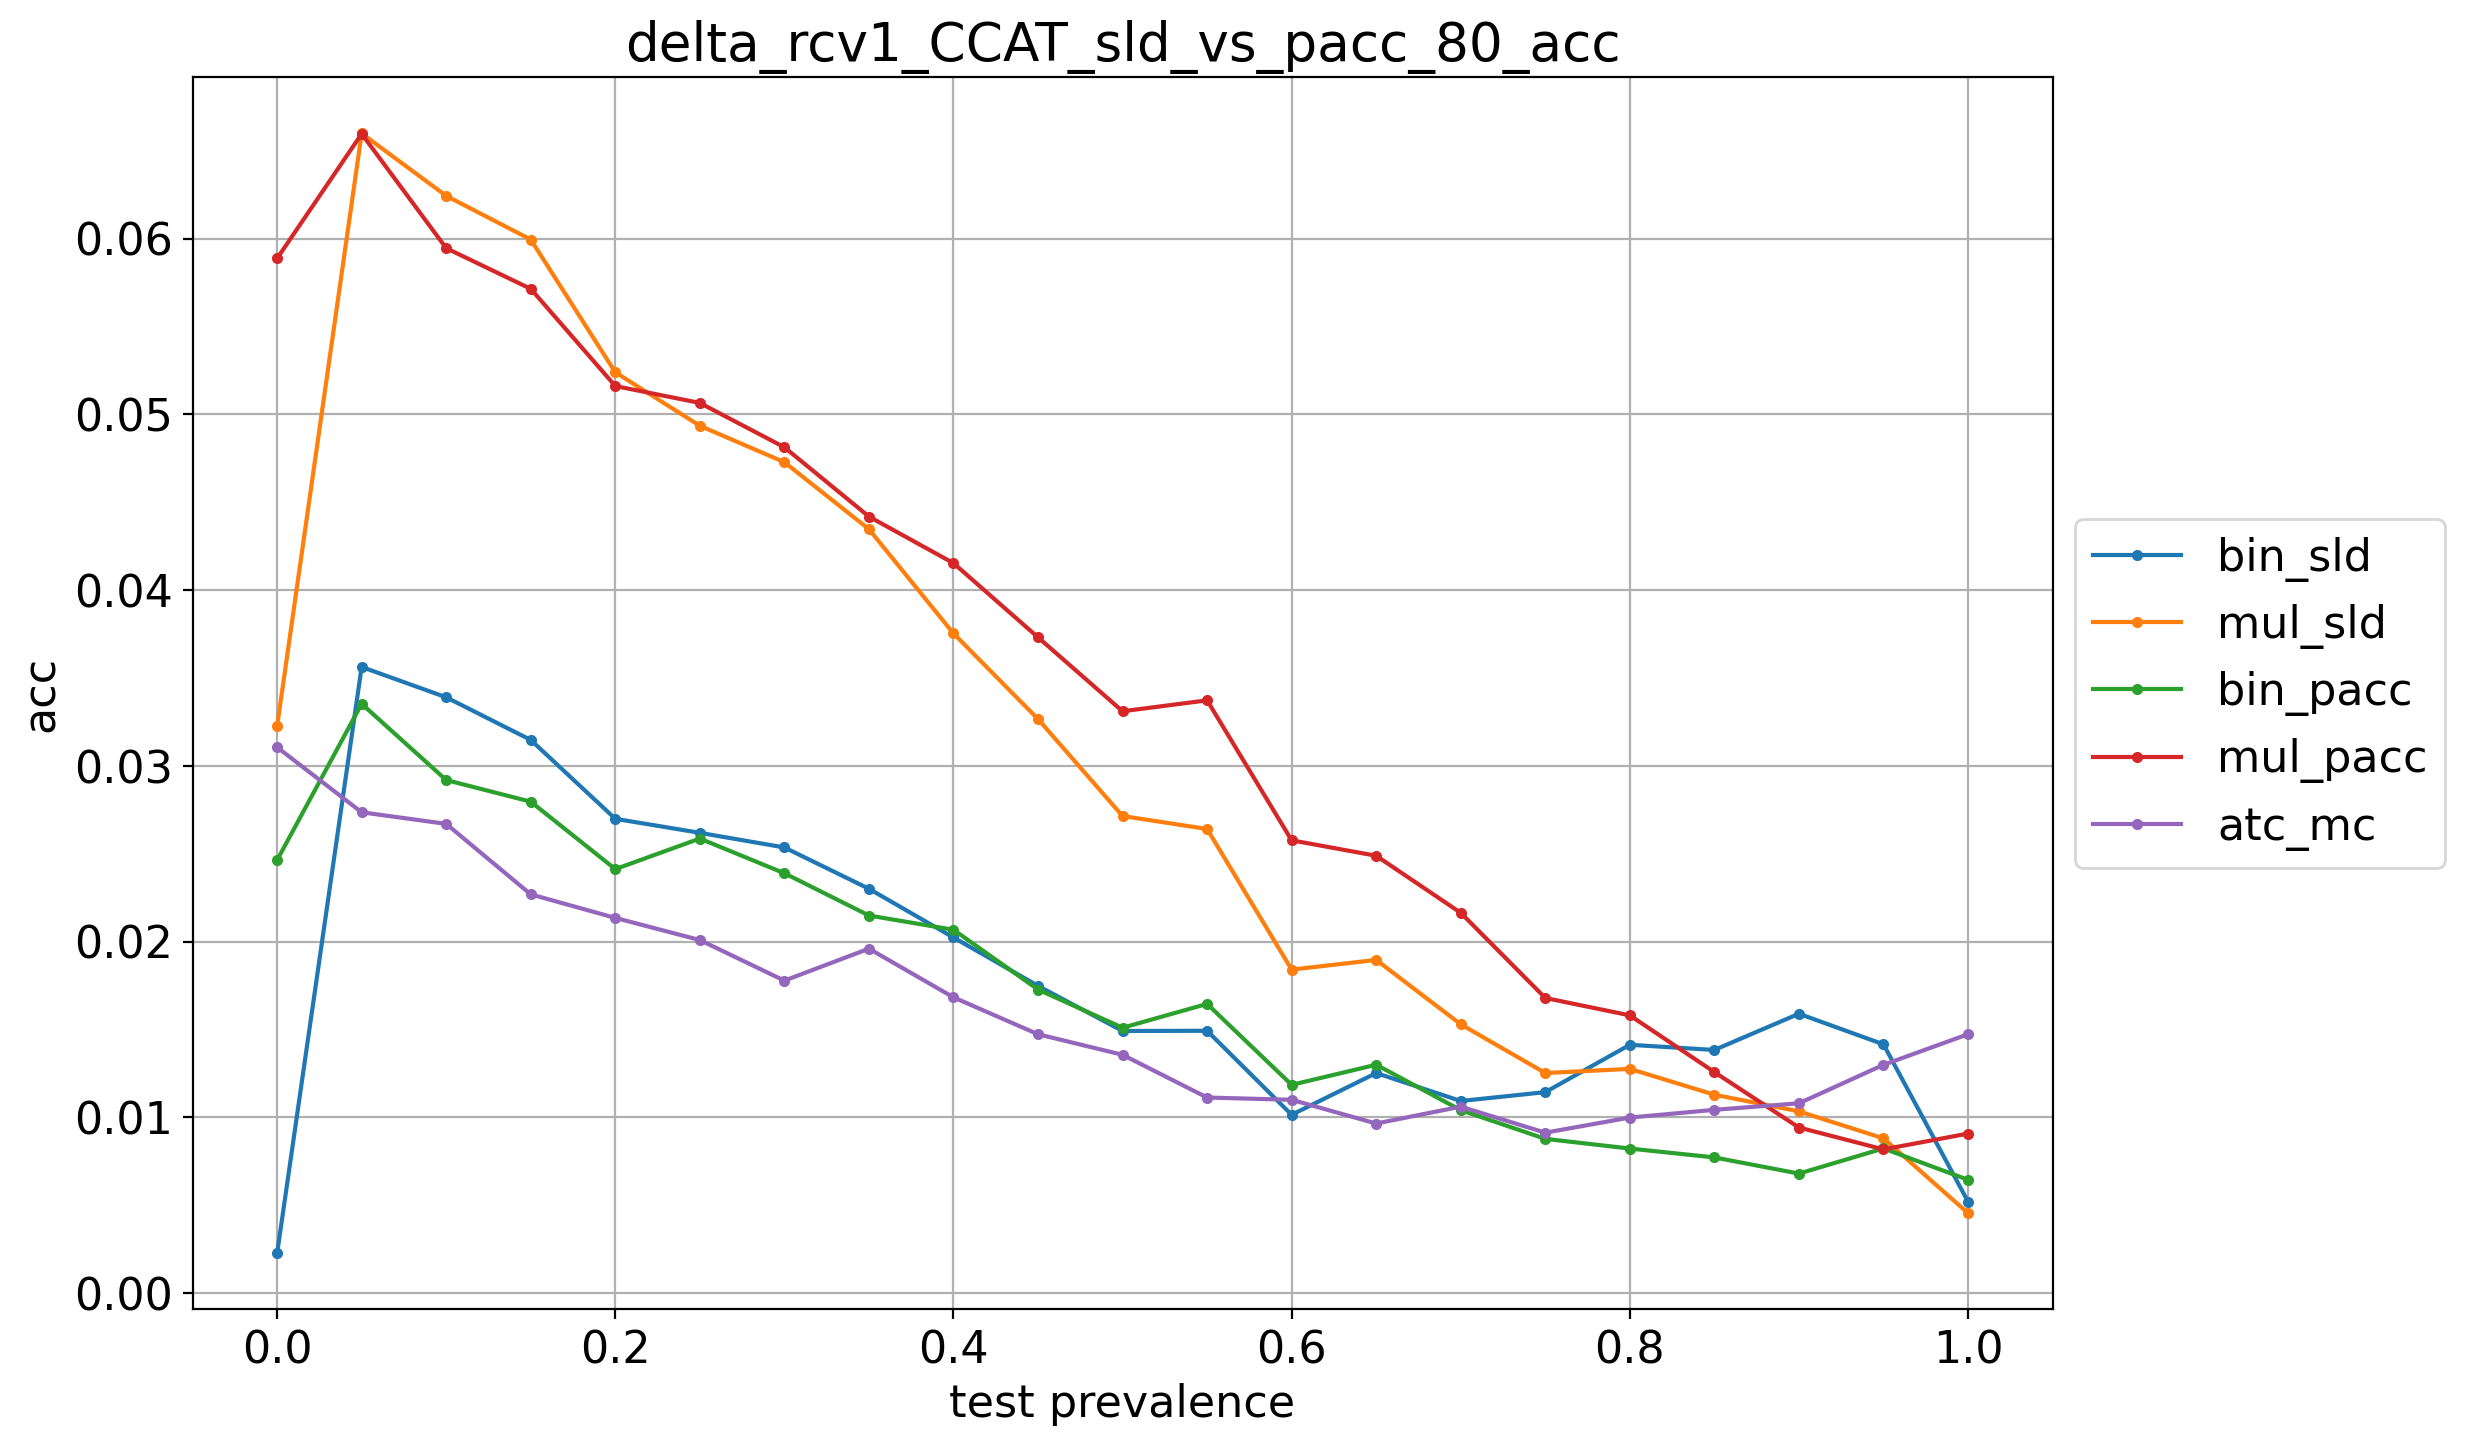 delta_rcv1_CCAT_sld_vs_pacc_80_acc
acc
0.06
0.05
0.04
0.03
0.02
0.01
0.00
0.0 0.2 0.4 0.6 0.8 1.0
test prevalence
bin_sld
mul_sld
bin_pacc
mul_pacc
atc_mc